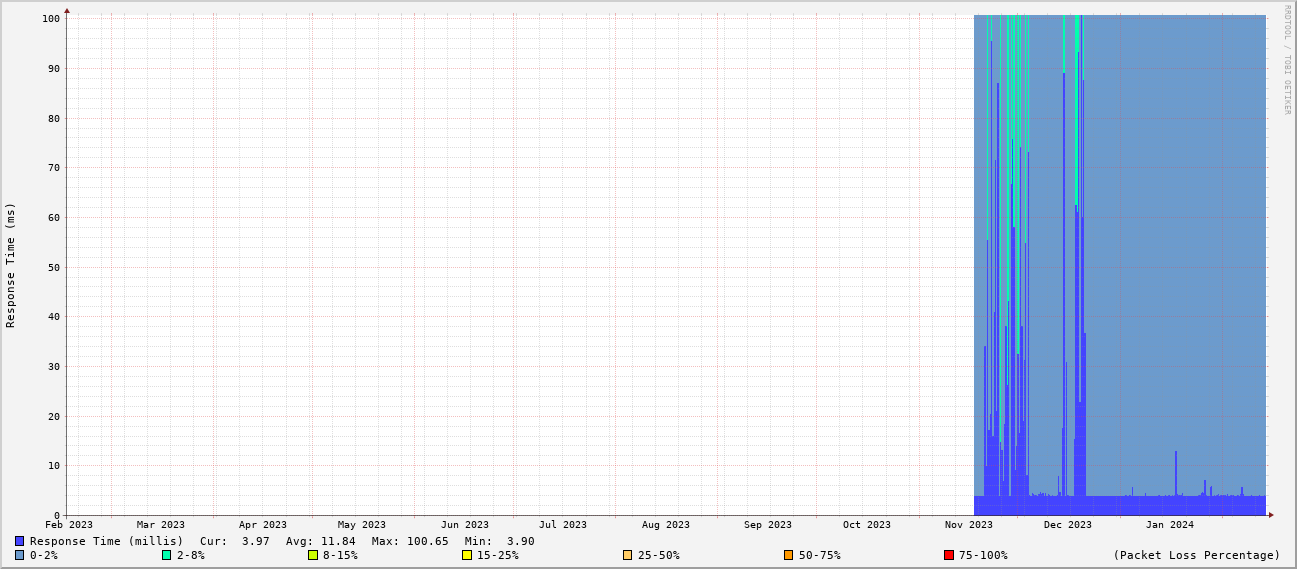 RRDTOOL / TOBI OETIKER
Response Time (ms)
100
90
80
70
60
50
40
30
20
10
0
Feb 2023 Mar 2023 Apr 2023 May 2023 Jun 2023 Jul 2023 Aug 2023 Sep 2023 Oct 2023 Nov 2023 Dec 2023 Jan 2024
Response Time (millis) Cur: 3.97 Avg: 11.84 Max: 100.65 Min: 3.90
0-2% 2-8% 8-15% 15-25% 25-50% 50-75% 75-100% (Packet Loss Percentage)